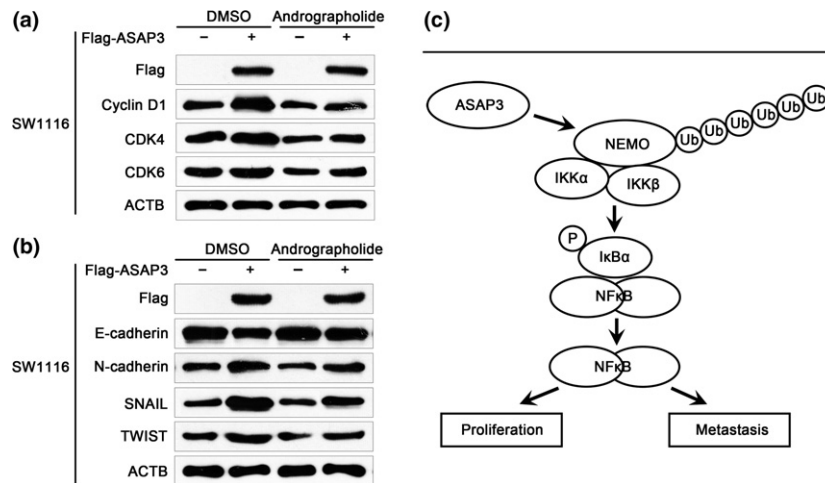 (a)
DMSO Andrographolide
Flag-ASAP3 – + – +
Flag
Cyclin D1
CDK4
CDK6
ACTB
SW1116
(b)
DMSO Andrographolide
Flag-ASAP3 – + – +
Flag
E-cadherin
N-cadherin
SNAIL
TWIST
ACTB
SW1116
(c)
ASAP3
NEMO Ub Ub Ub Ub Ub Ub
IKKα IKKβ
P
IκBα
NFκB
NFκB
Proliferation Metastasis